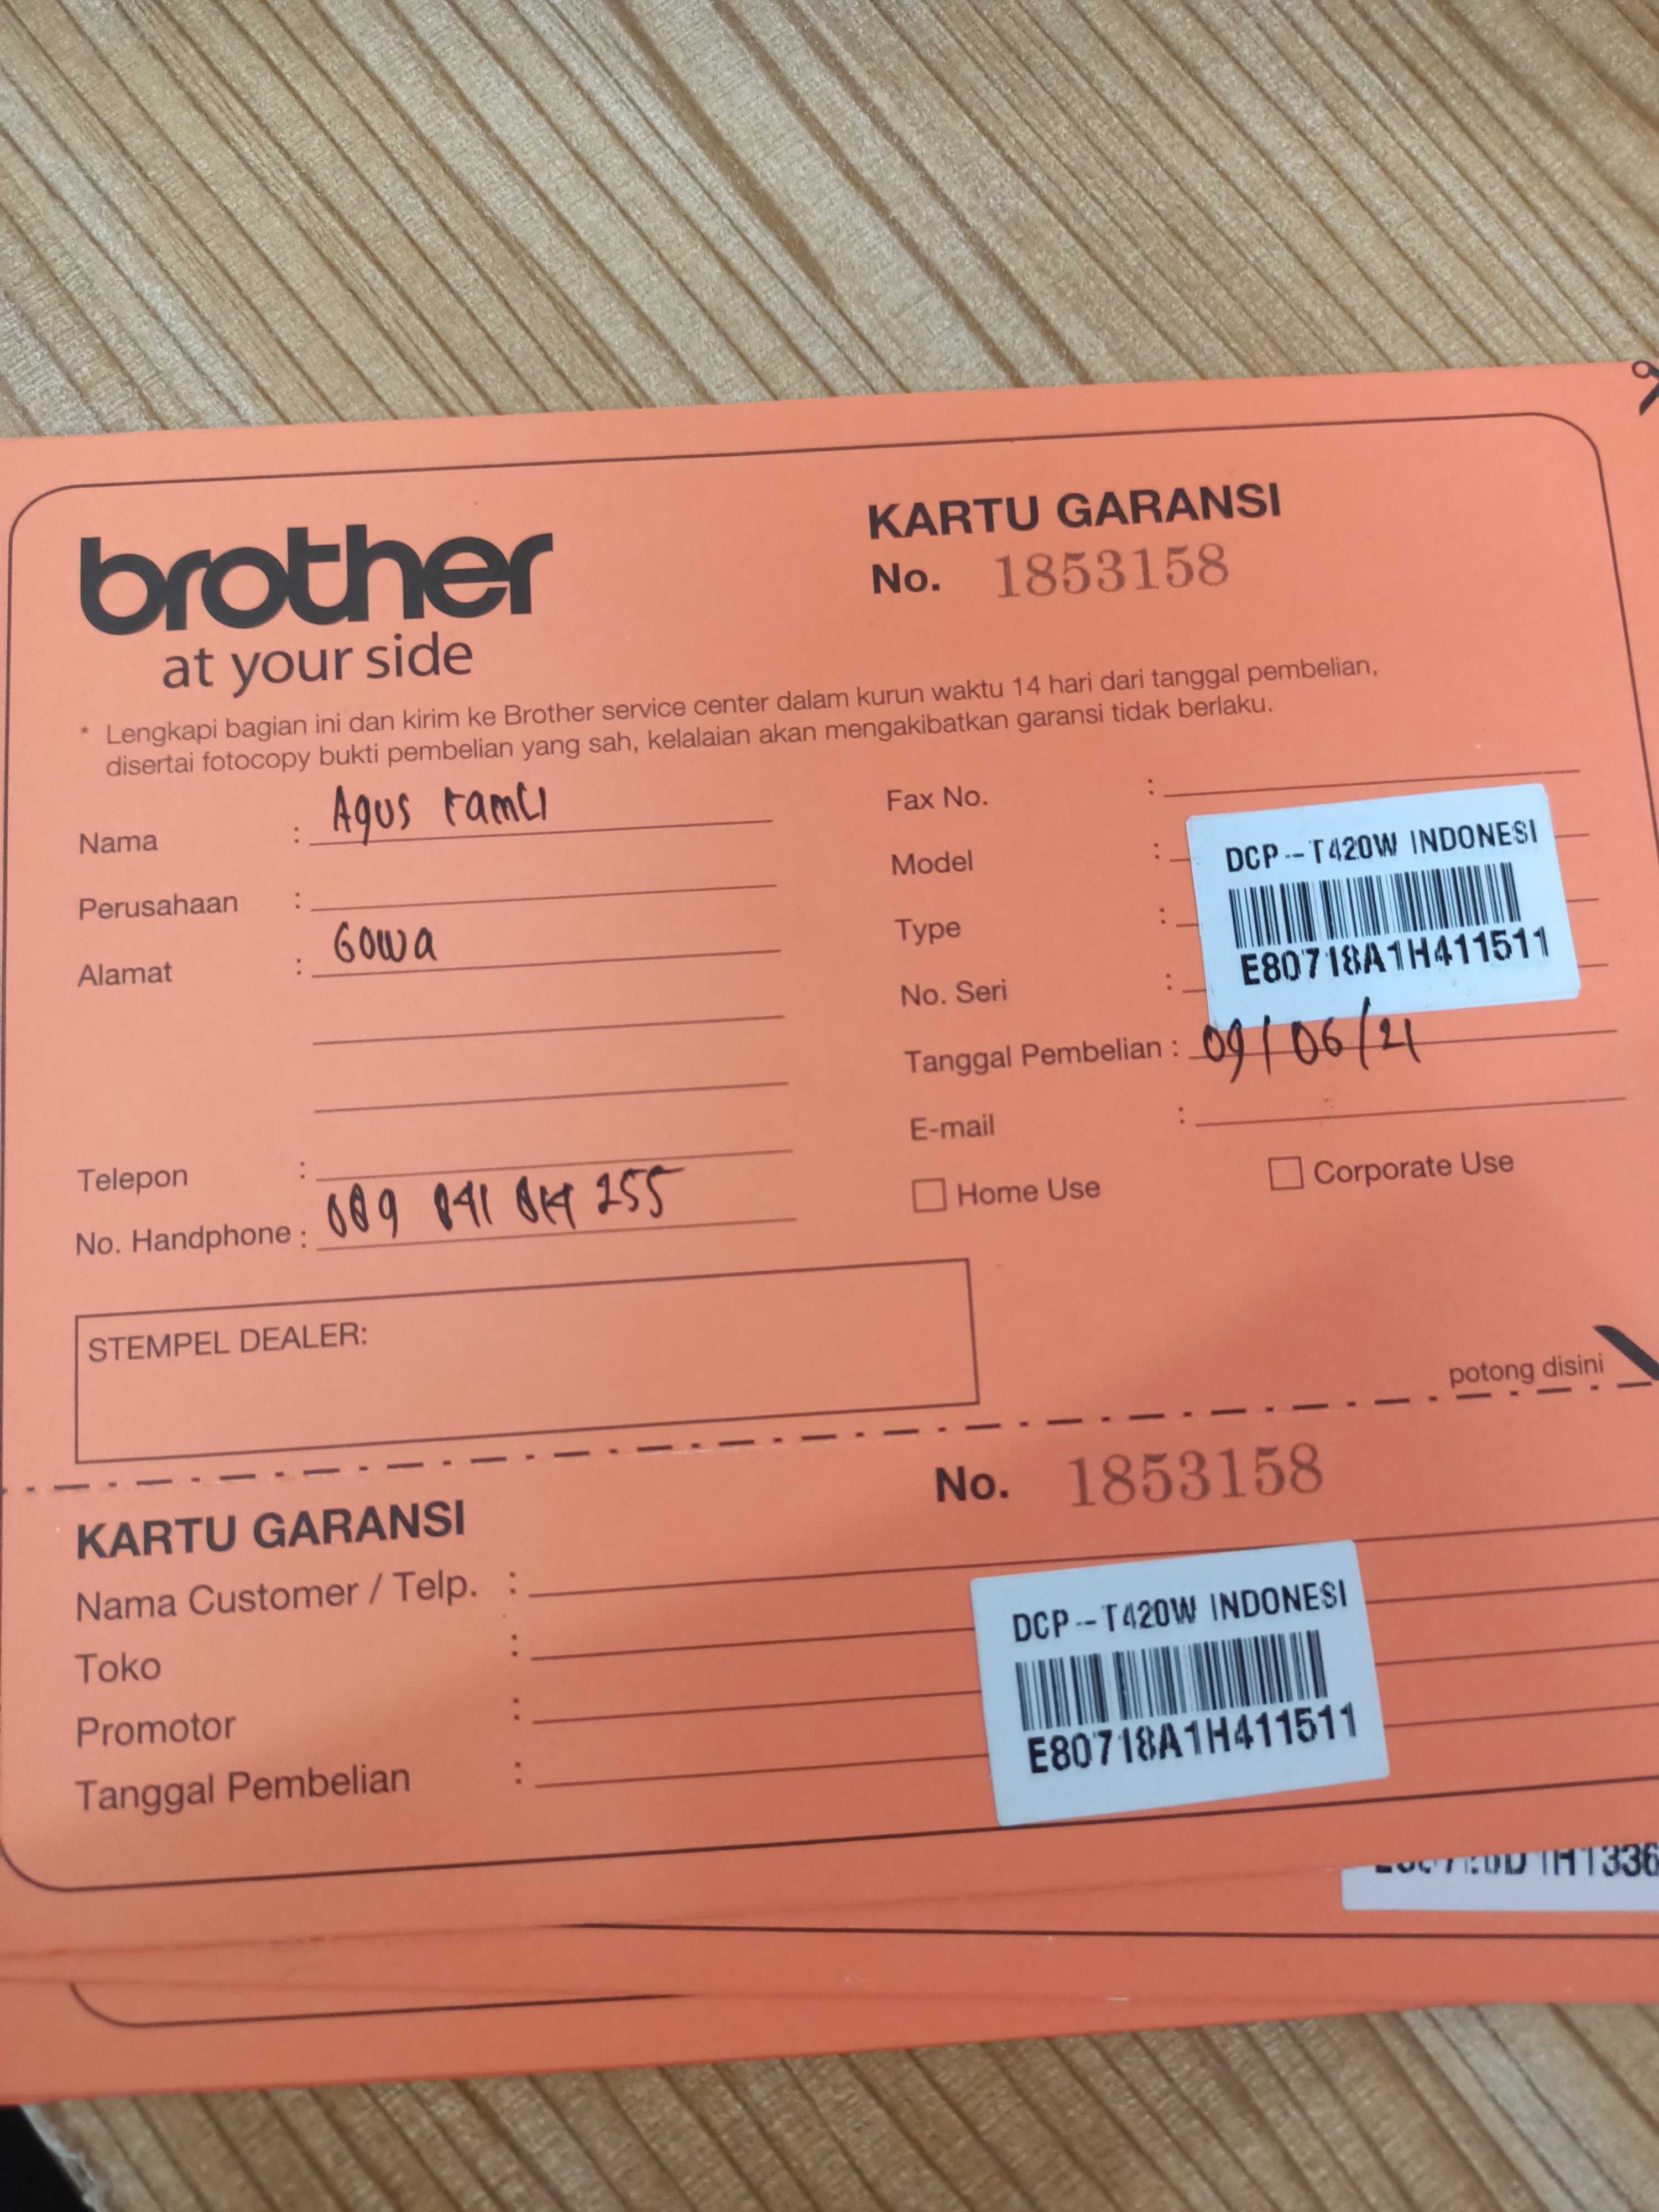 brother
at your side
KARTU GARANSI
No. 1853158
* Lengkapi bagian ini dan kirim ke Brother service center dalam kurun waktu 14 hari dari tanggal pembelian,
disertai fotocopy bukti pembelian yang sah, kelalaian akan mengakibatkan garansi tidak berlaku.
Nama : Agus ramli
Perusahaan :
Alamat : Gowa
Telepon :
No. Handphone : 089 841 814 255
Fax No. :
Model :
Type :
No. Seri :
DCP-T420W INDONESI
E80718A1H411511
Tanggal Pembelian : 09/06/21
E-mail :
Home Use
Corporate Use
STEMPEL DEALER:
potong disini
KARTU GARANSI
No. 1853158
Nama Customer / Telp. :
Toko :
Promotor :
Tanggal Pembelian :
DCP-T420W INDONESI
E80718A1H411511